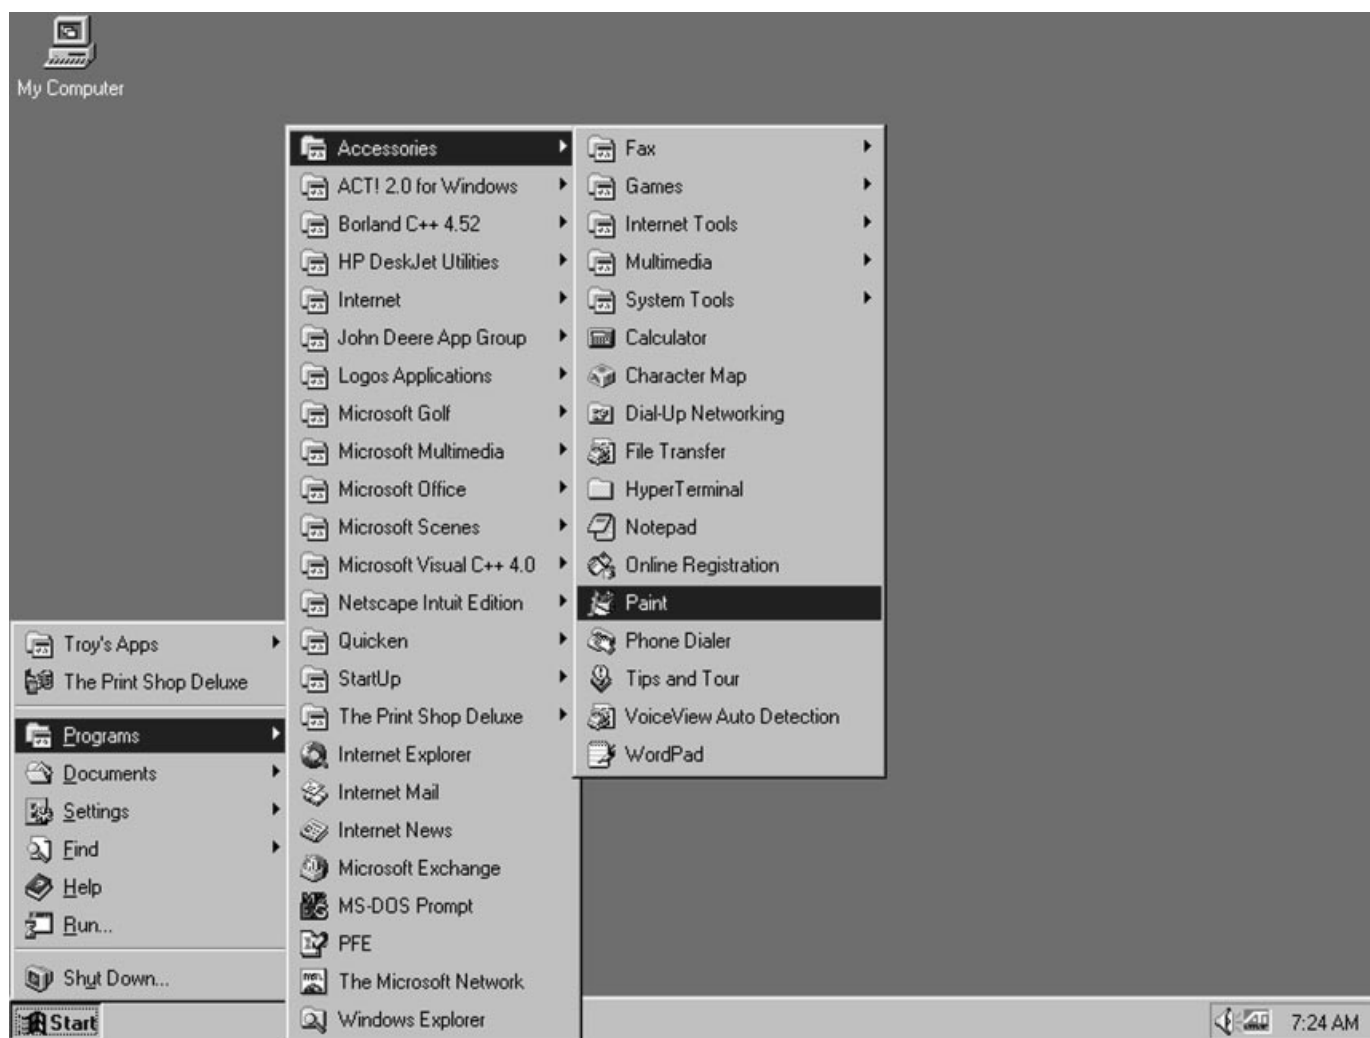 My Computer
Accessories
ACT! 2.0 for Windows
Borland C++ 4.52
HP DeskJet Utilities
Internet
John Deere App Group
Logos Applications
Microsoft Golf
Microsoft Multimedia
Microsoft Office
Microsoft Scenes
Microsoft Visual C++ 4.0
Netscape Intuit Edition
Quicken
StartUp
The Print Shop Deluxe
Internet Explorer
Internet Mail
Internet News
Microsoft Exchange
MS-DOS Prompt
PFE
The Microsoft Network
Windows Explorer
Fax
Games
Internet Tools
Multimedia
System Tools
Calculator
Character Map
Dial-Up Networking
File Transfer
HyperTerminal
Notepad
Online Registration
Paint
Phone Dialer
Tips and Tour
VoiceView Auto Detection
WordPad
Troy's Apps
The Print Shop Deluxe
Programs
Documents
Settings
Find
Help
Run...
Shut Down...
Start
7:24 AM